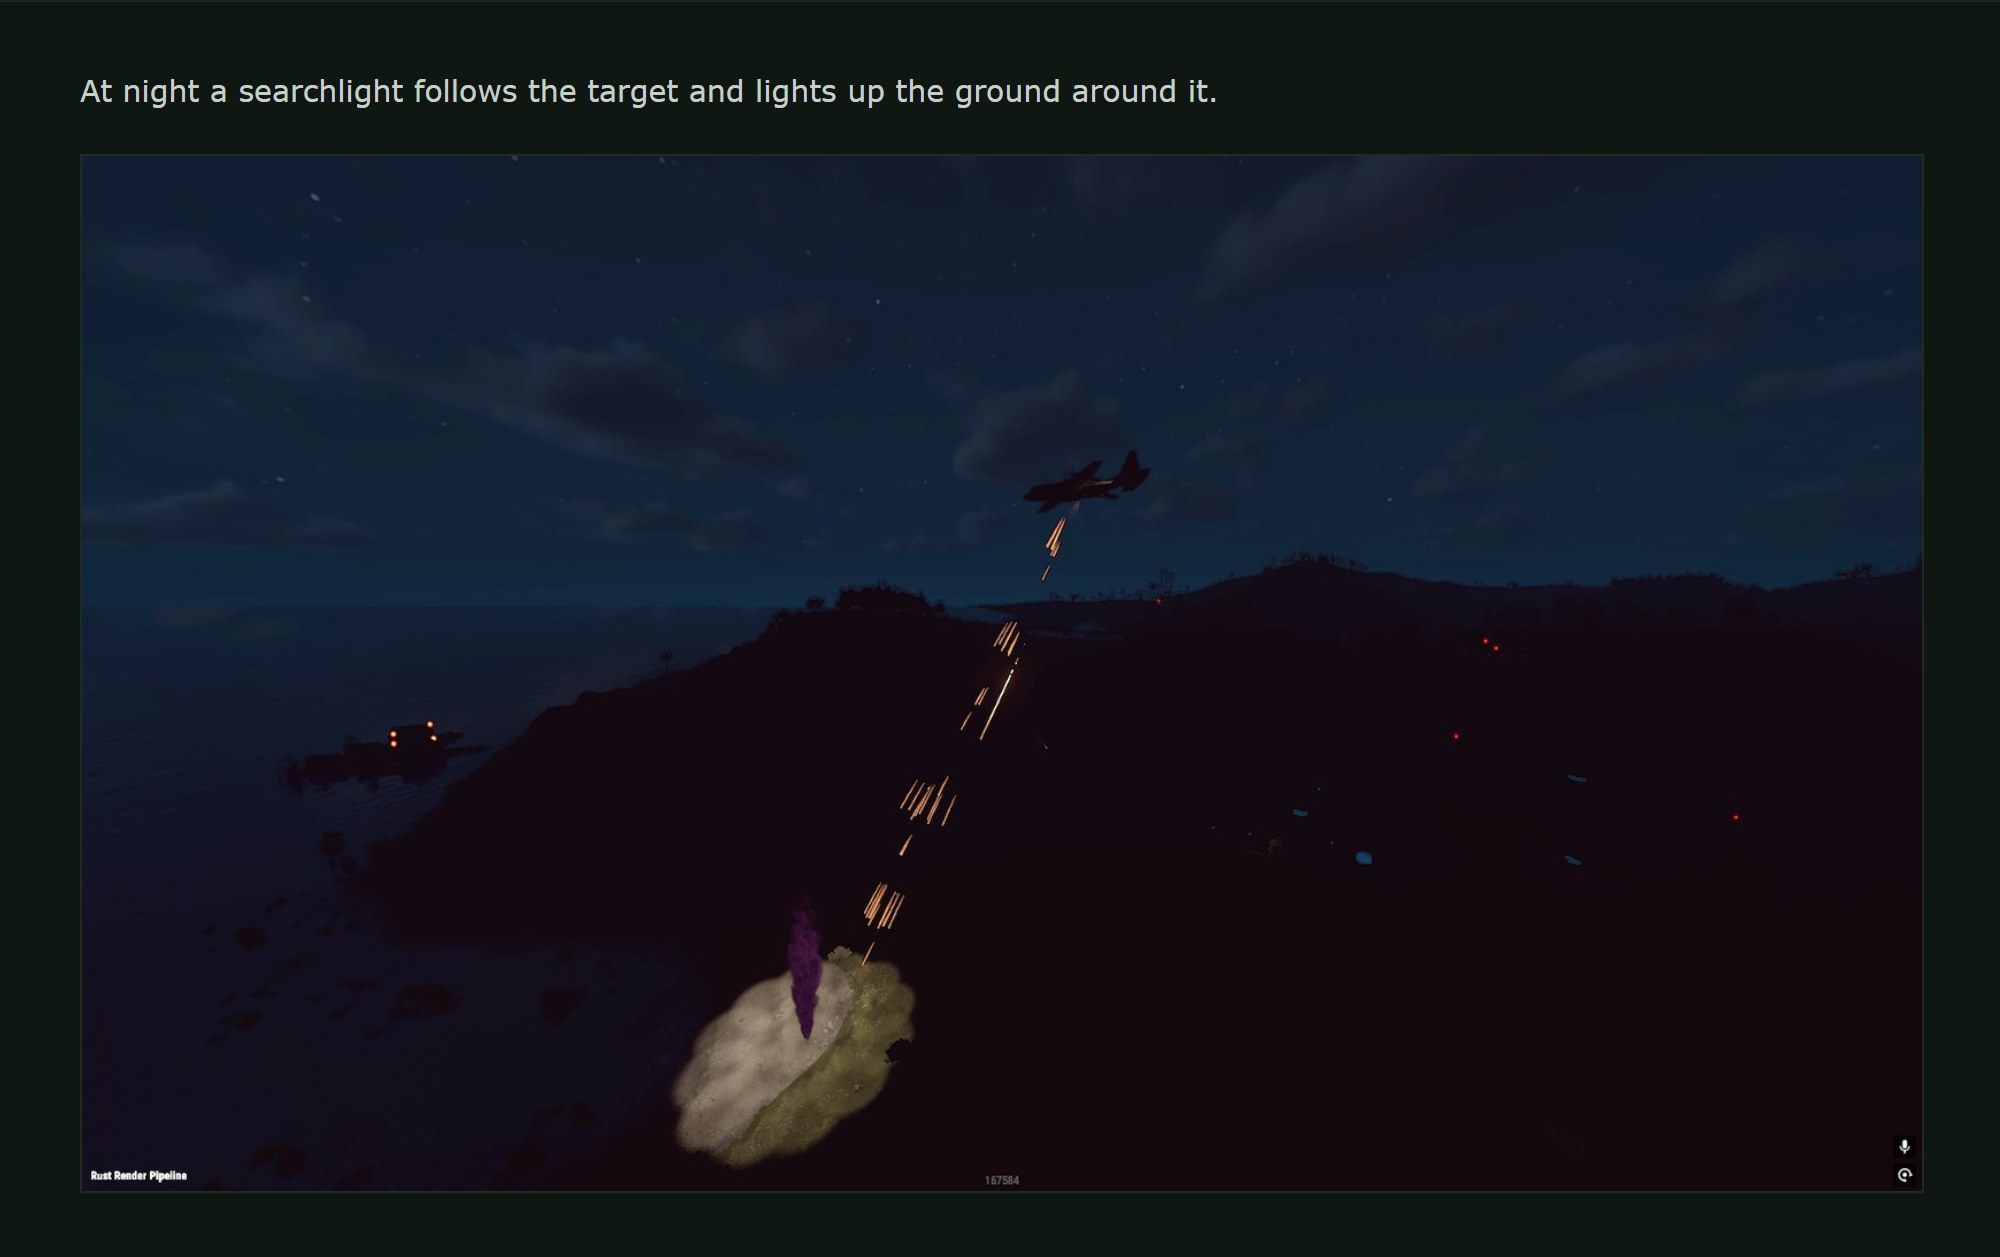 At night a searchlight follows the target and lights up the ground around it.
Rust Render Pipeline
167584